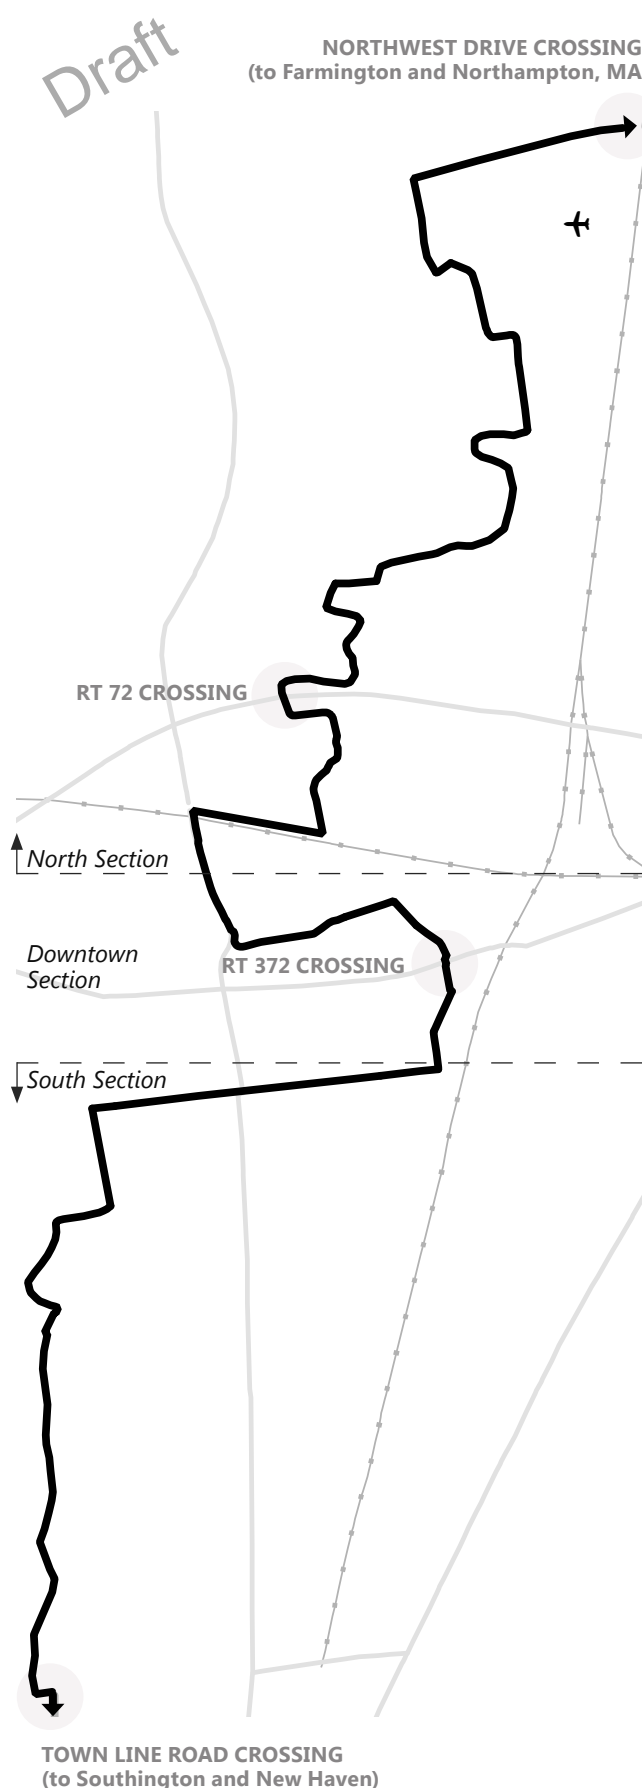 Draft
NORTHWEST DRIVE CROSSING
(to Farmington and Northampton, MA
RT 72 CROSSING
North Section
Downtown
Section
RT 372 CROSSING
South Section
TOWN LINE ROAD CROSSING
(to Southington and New Haven)